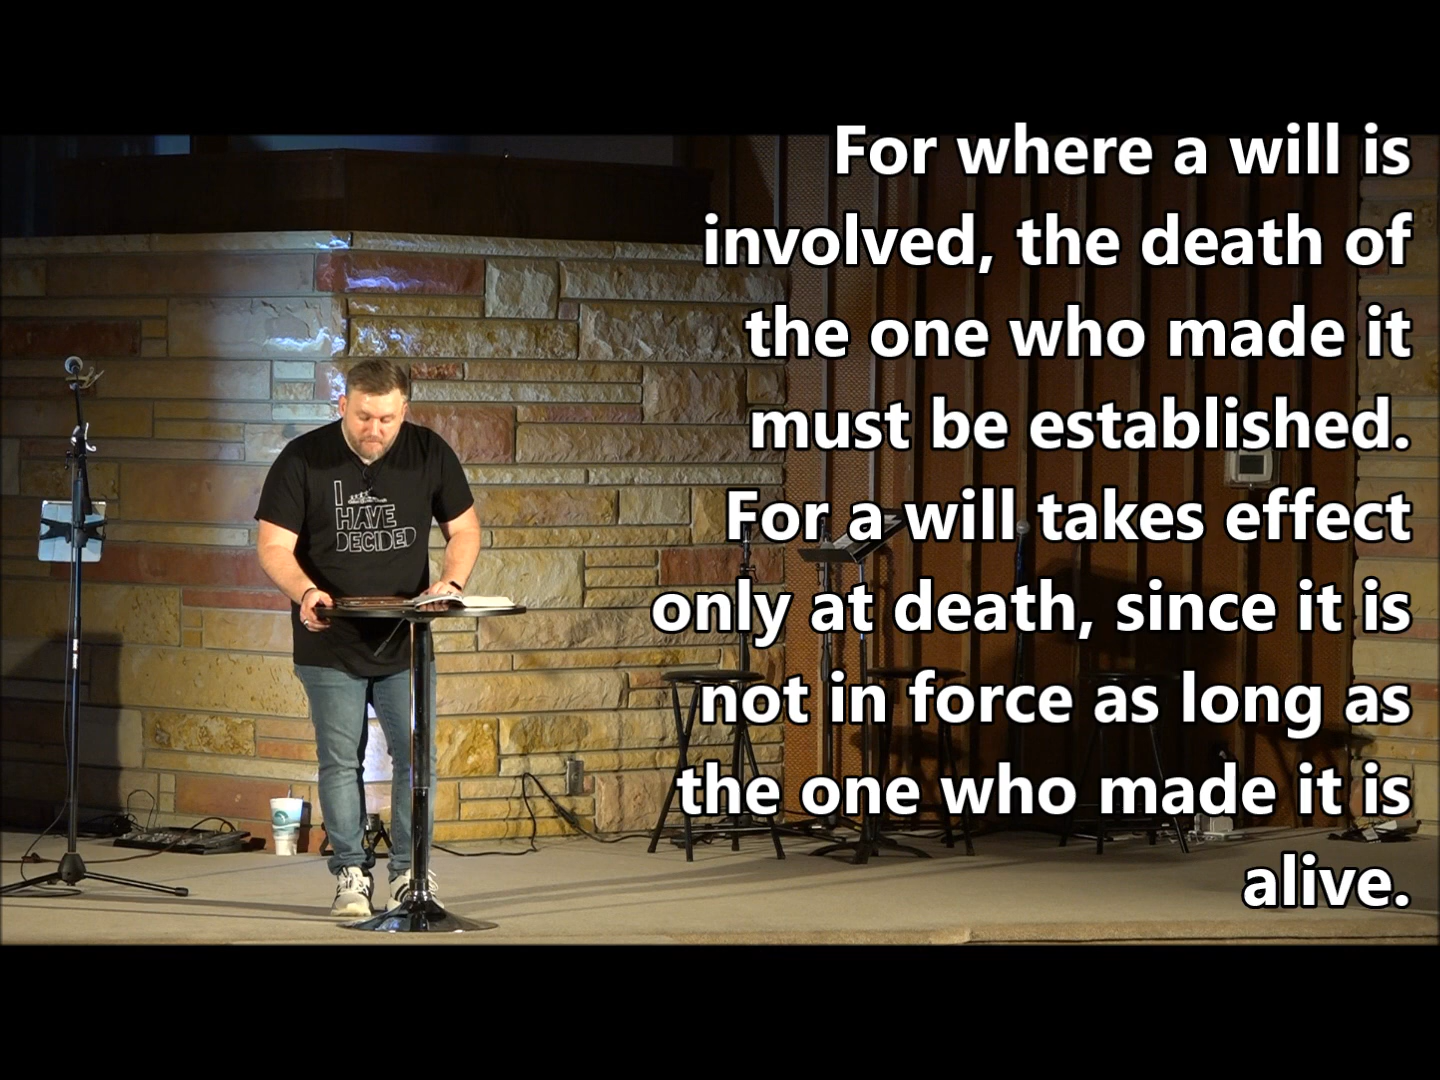 For where a will is
involved, the death of
the one who made it
must be established.
For a will takes effect
only at death, since it is
not in force as long as
the one who made it is
alive.
I
HAVE
DECIDED